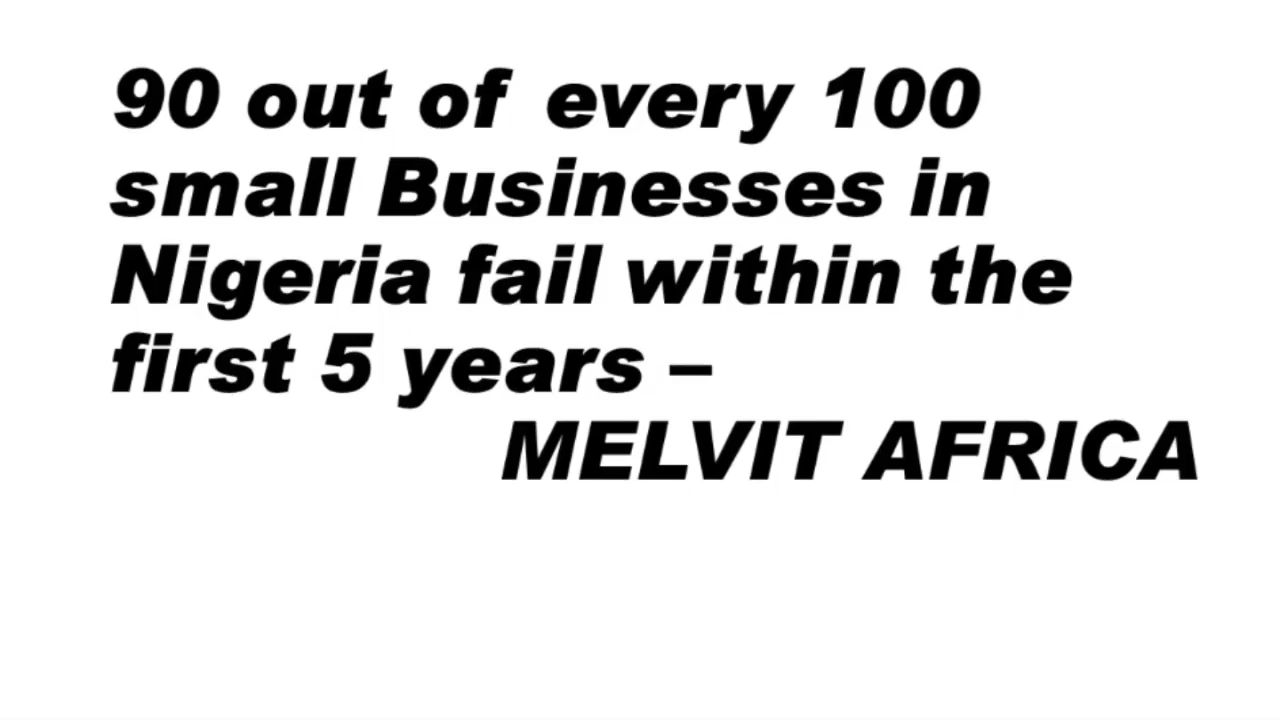 90 out of every 100
small Businesses in
Nigeria fail within the
first 5 years –
MELVIT AFRICA